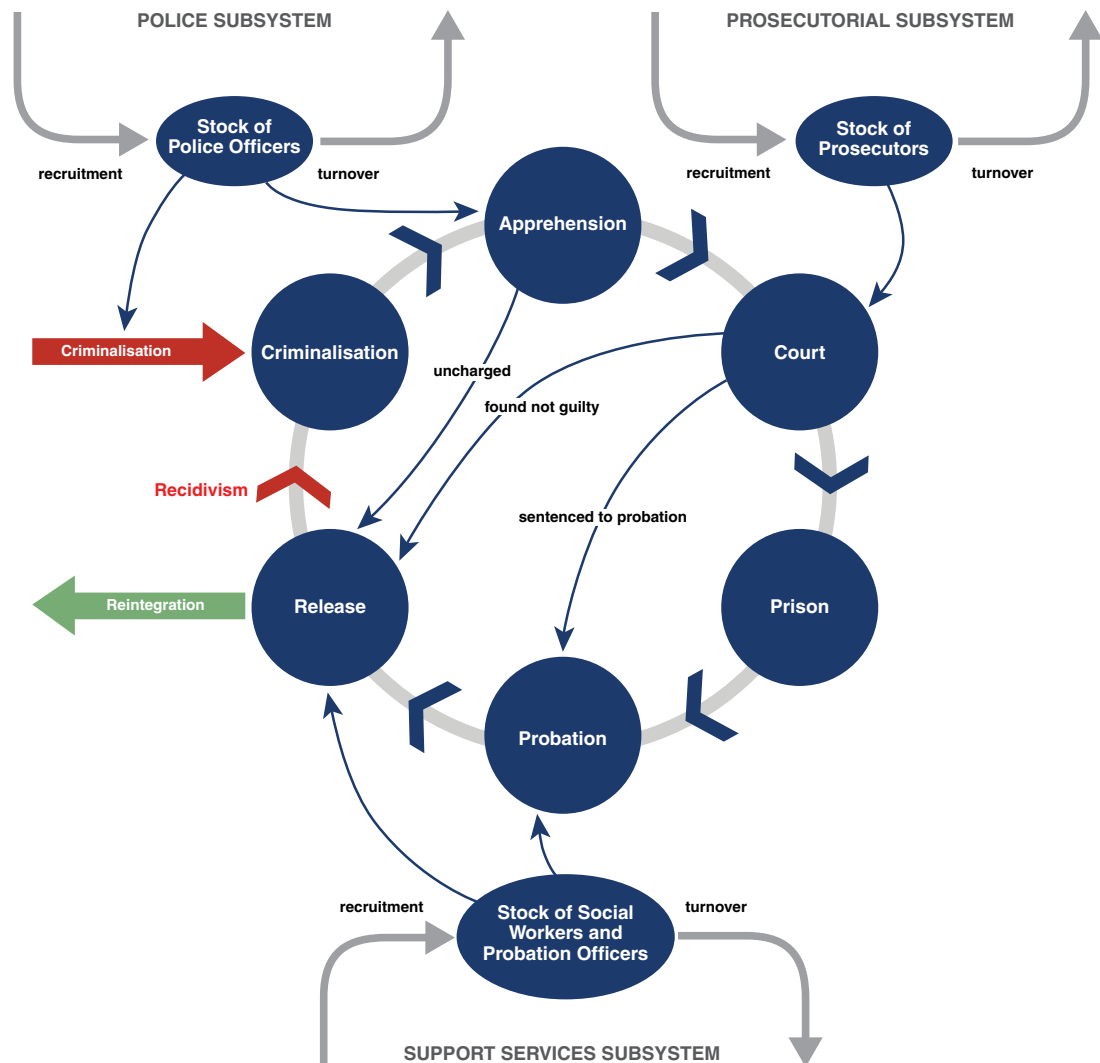 POLICE SUBSYSTEM
PROSECUTORIAL SUBSYSTEM
Stock of
Police Officers
Stock of
Prosecutors
recruitment
turnover
recruitment
turnover
Apprehension
Criminalisation
Criminalisation
Court
uncharged
found not guilty
Recidivism
sentenced to probation
Reintegration
Release
Prison
Probation
recruitment
turnover
Stock of Social
Workers and
Probation Officers
SUPPORT SERVICES SUBSYSTEM